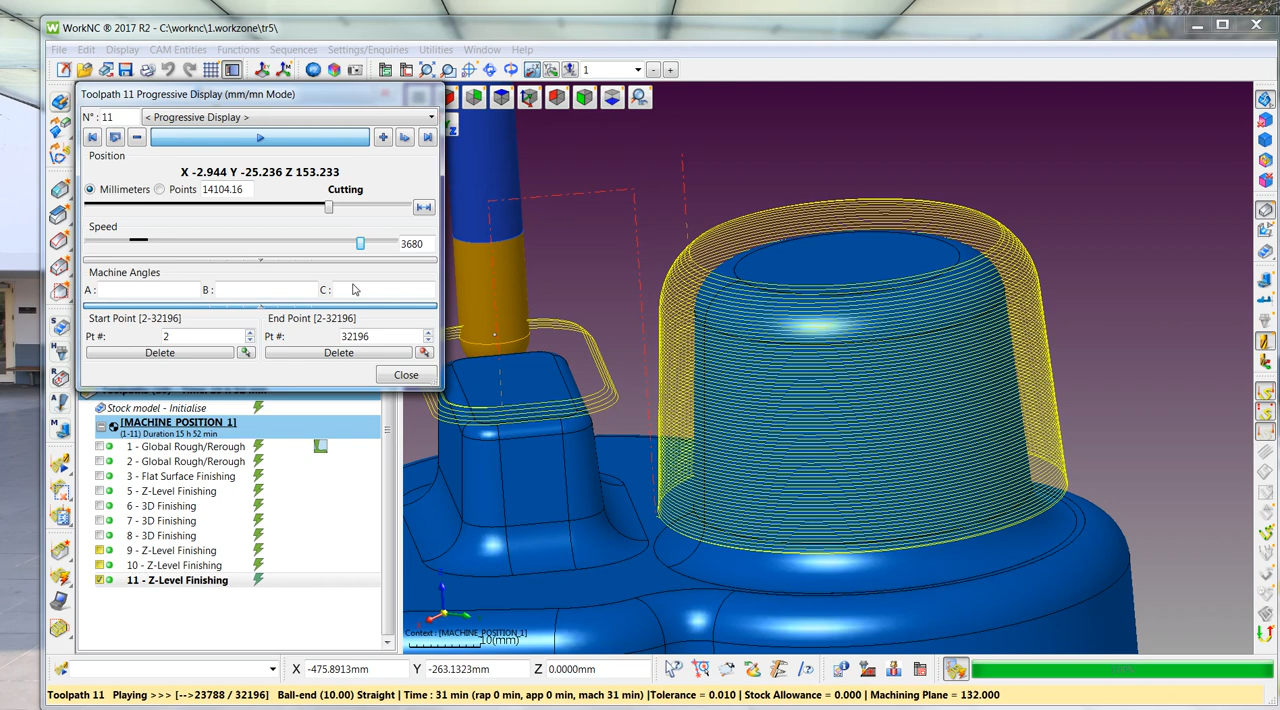 WorkNC ® 2017 R2 - C:\worknc\1.workzone\tr5\
File Edit Display CAM Entities Functions Sequences Settings/Enquiries Utilities Window Help
1
Toolpath 11 Progressive Display (mm/mn Mode)
N° : 11 < Progressive Display >
Position
X -2.944 Y -25.236 Z 153.233
Millimeters Points 14104.16 Cutting
Speed
3680
Machine Angles
A : B : C :
Start Point [2-32196] End Point [2-32196]
Pt #: 2 Pt #: 32196
Delete Delete
Close
Stock model - Initialise
[MACHINE_POSITION_1]
(1-11) Duration 15 h 52 min
1 - Global Rough/Rerough
2 - Global Rough/Rerough
3 - Flat Surface Finishing
5 - Z-Level Finishing
6 - 3D Finishing
7 - 3D Finishing
8 - 3D Finishing
9 - Z-Level Finishing
10 - Z-Level Finishing
11 - Z-Level Finishing
Context : [MACHINE_POSITION_1]
10(mm)
X -475.8913mm Y -263.1323mm Z 0.0000mm
Toolpath 11 Playing >>> [-->23788 / 32196] Ball-end (10.00) Straight | Time : 31 min (rap 0 min, app 0 min, mach 31 min) |Tolerance = 0.010 | Stock Allowance = 0.000 | Machining Plane = 132.000